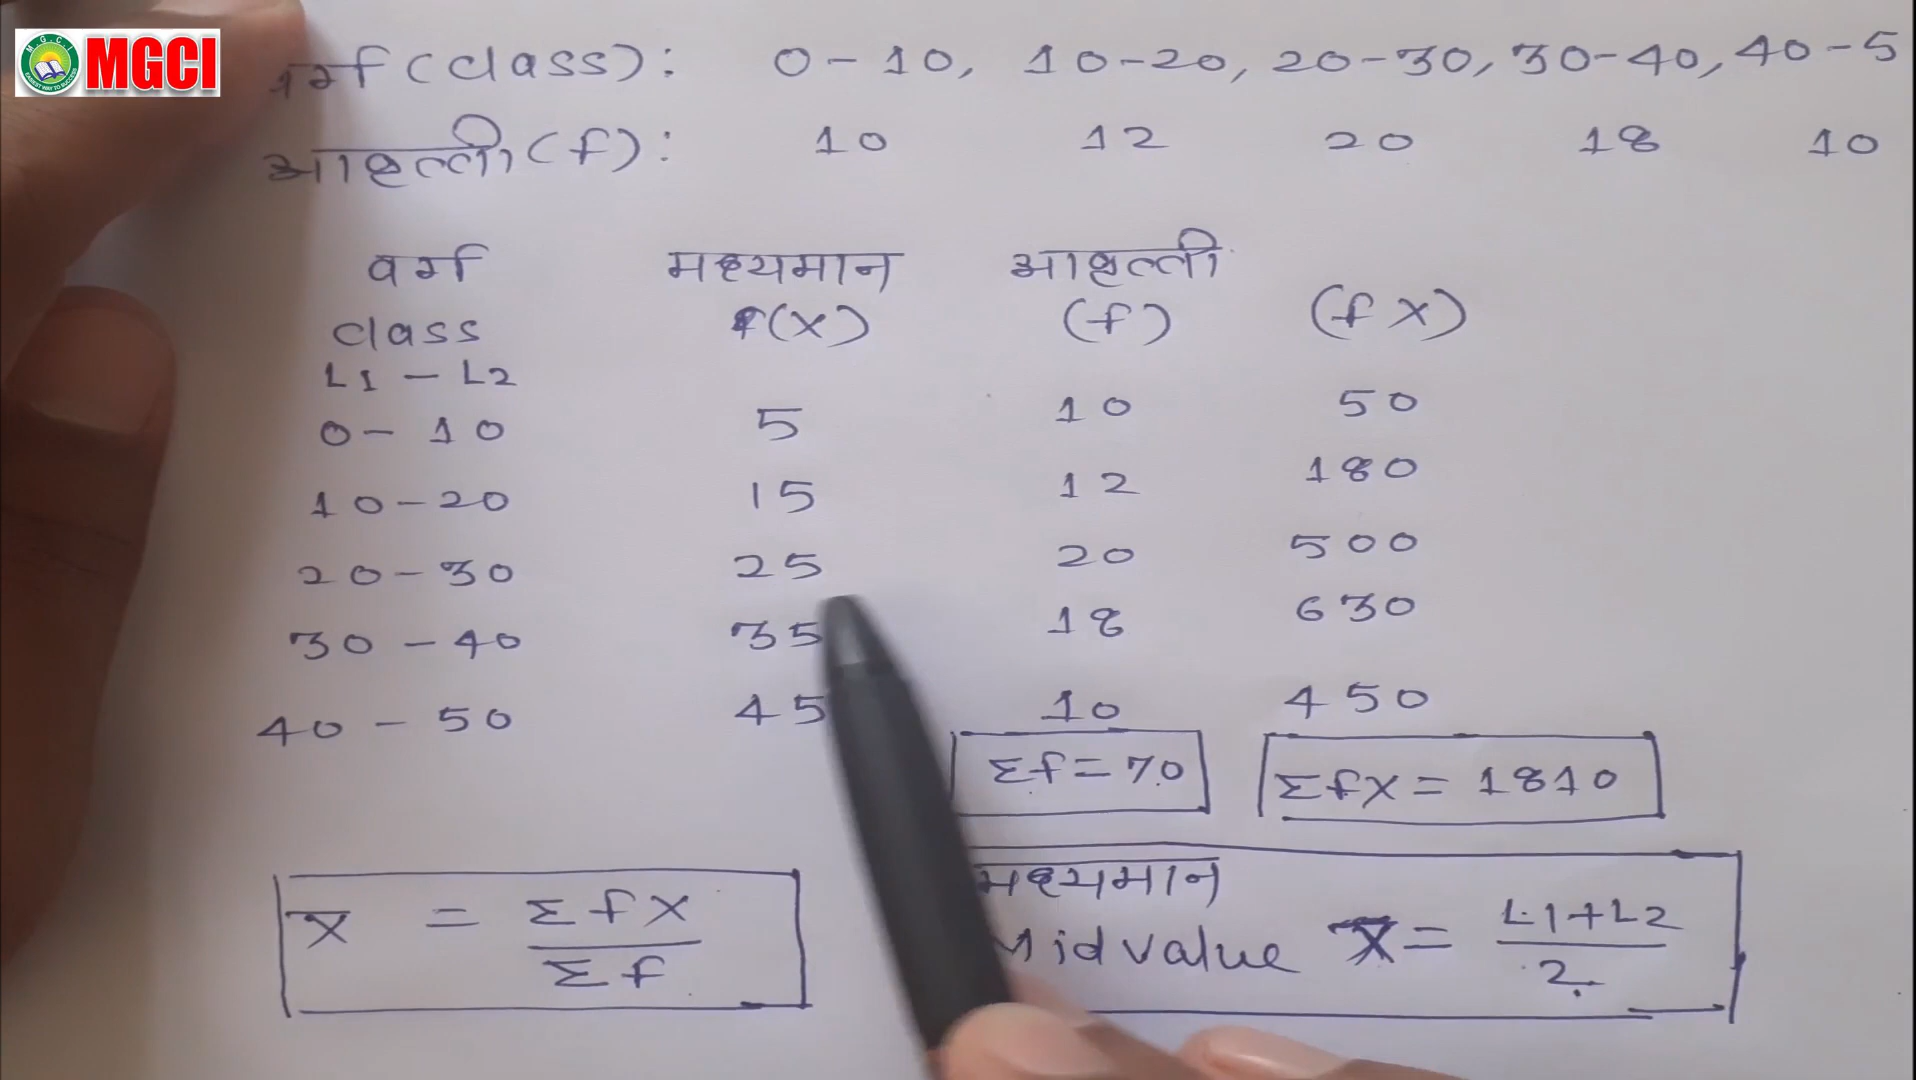 MGCI
वर्ग (class): 0-10, 10-20, 20-30, 30-40, 40-5
आवृत्ती (f): 10 12 20 18 10
वर्ग मध्यमान आवृत्ती
class (x) (f) (fx)
L1 - L2
0 - 10 5 10 50
10-20 15 12 180
20-30 25 20 500
30-40 35 18 630
40-50 45 10 450
Σf=70 Σfx=1810
x̄ = Σfx / Σf
मध्यमान
Mid value x̄ = L1+L2 / 2